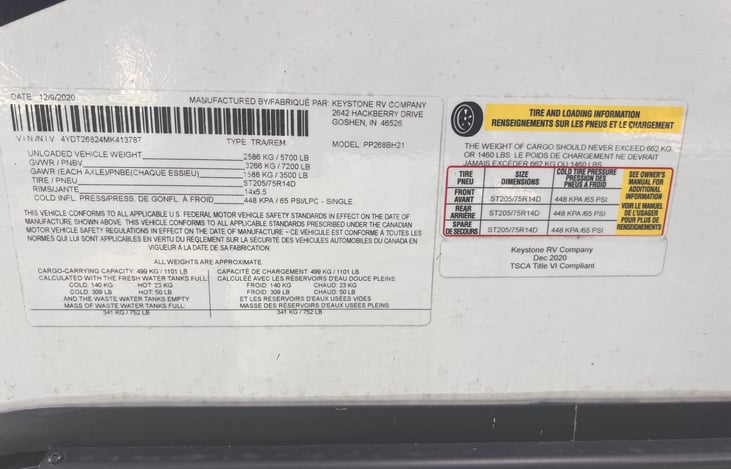 DATE 12/9/2020
MANUFACTURED BY/FABRIQUÉ PAR: KEYSTONE RV COMPANY
2642 HACKBERRY DRIVE
GOSHEN, IN 46526
V I N /N I V 4YDT26824MK413787
TYPE TRA/REM
MODEL: PP268BH21
UNLOADED VEHICLE WEIGHT 2586 KG / 5700 LB
GVWR / PNBV 3266 KG / 7200 LB
GAWR (EACH AXLE)/PNBE(CHAQUE ESSIEU) 1588 KG / 3500 LB
TIRE / PNEU ST205/75R14D
RIMS/JANTE 14x5.5
COLD INFL. PRESS/PRESS. DE GONFL. À FROID 448 KPA / 65 PSI/LPC - SINGLE
THIS VEHICLE CONFORMS TO ALL APPLICABLE U.S. FEDERAL MOTOR VEHICLE SAFETY STANDARDS IN EFFECT ON THE DATE OF
MANUFACTURE SHOWN ABOVE. THIS VEHICLE CONFORMS TO ALL APPLICABLE STANDARDS PRESCRIBED UNDER THE CANADIAN
MOTOR VEHICLE SAFETY REGULATIONS IN EFFECT ON THE DATE OF MANUFACTURE – CE VÉHICULE EST CONFORME À TOUTES LES
NORMES QUI LUI SONT APPLICABLES EN VERTU DU RÈGLEMENT SUR LA SÉCURITÉ DES VÉHICULES AUTOMOBILES DU CANADA EN
VIGUEUR À LA DATE DE SA FABRICATION.
ALL WEIGHTS ARE APPROXIMATE
CARGO-CARRYING CAPACITY: 499 KG / 1101 LB
CALCULATED WITH THE FRESH WATER TANKS FULL:
COLD: 140 KG HOT: 23 KG
COLD: 309 LB HOT: 50 LB
AND THE WASTE WATER TANKS EMPTY
MASS OF WASTE WATER TANKS FULL:
341 KG / 752 LB
CAPACITÉ DE CHARGEMENT: 499 KG / 1101 LB
CALCULÉE AVEC LES RÉSERVOIRS D'EAU DOUCE PLEINS:
FROID: 140 KG CHAUD: 23 KG
FROID: 309 LB CHAUD: 50 LB
ET LES RÉSERVOIRS D'EAUX USÉES VIDES
MASSE DES RÉSERVOIRS D'EAUX USÉES PLEINS:
341 KG / 752 LB
TIRE AND LOADING INFORMATION
RENSEIGNEMENTS SUR LES PNEUS ET LE CHARGEMENT
THE WEIGHT OF CARGO SHOULD NEVER EXCEED 662 KG
OR 1460 LBS. LE POIDS DE CHARGEMENT NE DEVRAIT
JAMAIS EXCÉDER 662 KG OU 1460 LBS.
TIRE
PNEU
SIZE
DIMENSIONS
COLD TIRE PRESSURE
PRESSION DES
PNEUS À FROID
FRONT
AVANT
ST205/75R14D 448 KPA/65 PSI
REAR
ARRIÈRE
ST205/75R14D 448 KPA /65 PSI
SPARE
DE SECOURS
ST205/75R14D 448 KPA /65 PSI
SEE OWNER'S
MANUAL FOR
ADDITIONAL
INFORMATION
VOIR LE MANUEL
DE L'USAGER
POUR PLUS DE
RENSEIGNEMENTS
Keystone RV Company
Dec 2020
TSCA Title VI Compliant